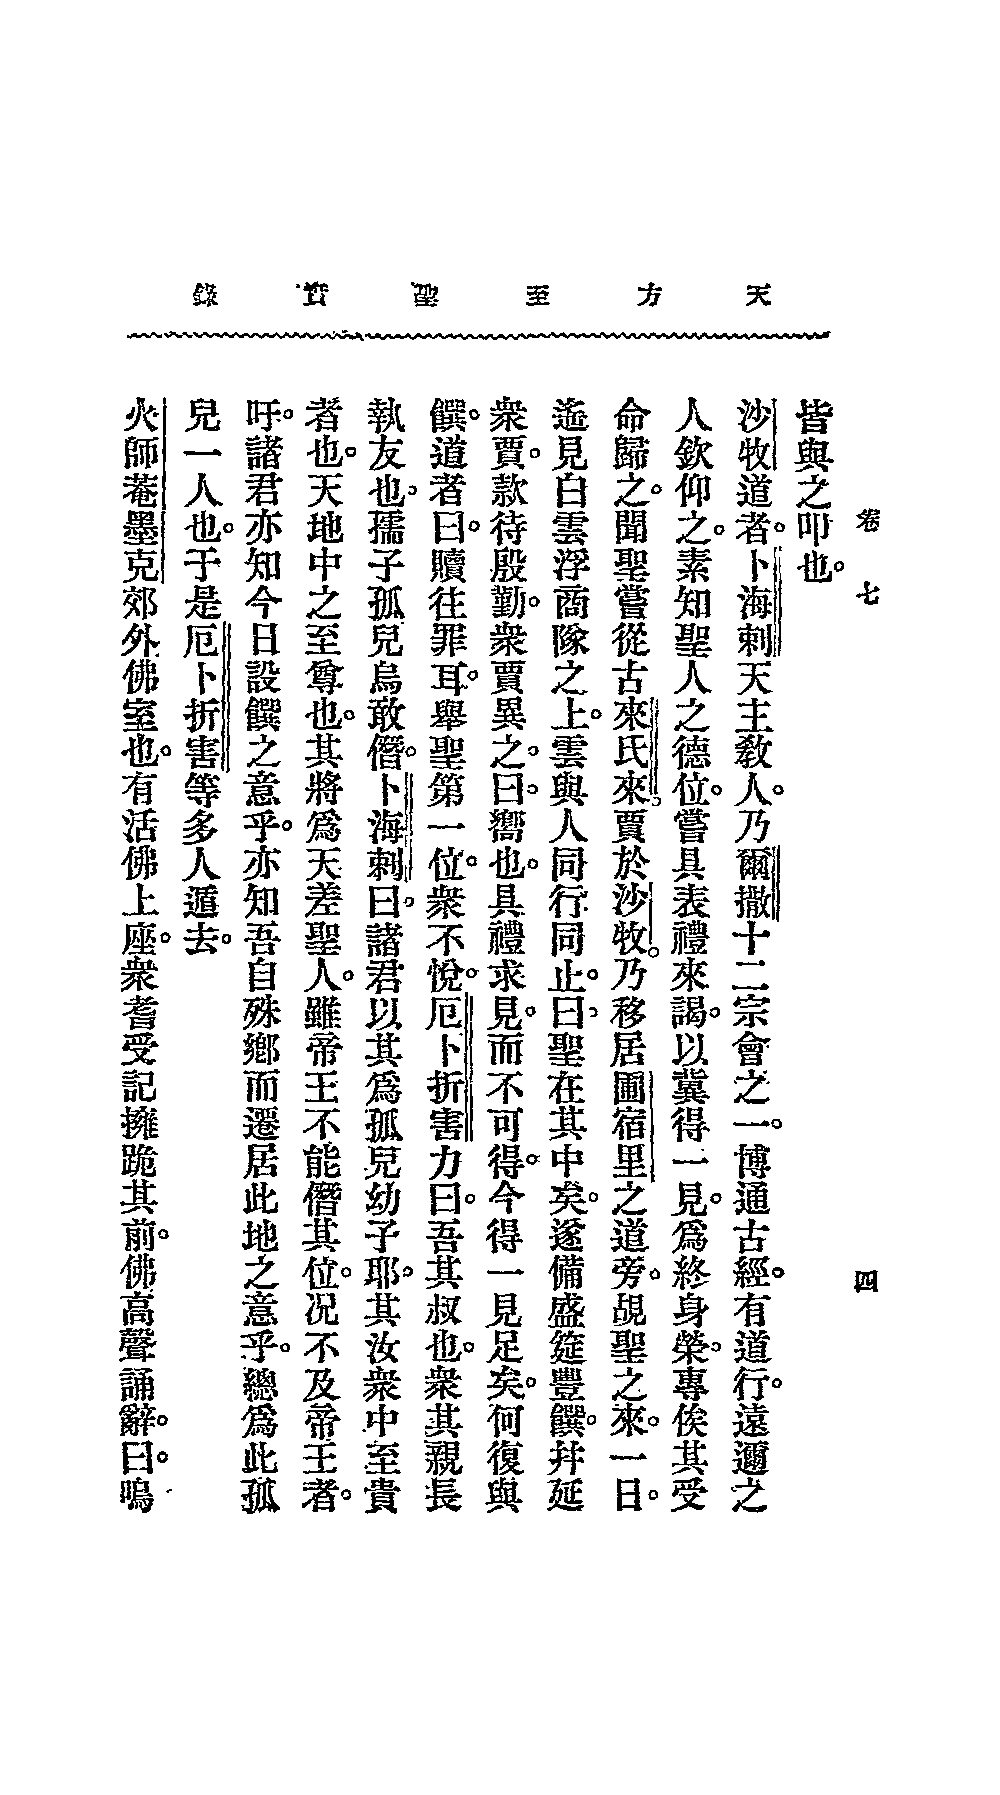 天方至聖實錄
卷七
四
皆與之叩也。
沙牧道者。卜海剌天主敎人。乃爾撒十二宗會之一。博通古經。有道行。遠邇之
人欽仰之。素知聖人之德位。嘗具表禮來謁。以冀得一見。爲終身榮。專俟其受
命歸之。聞聖嘗從古來氏來賈於沙牧。乃移居圃宿里之道旁。覘聖之來。一日。
遙見白雲浮商隊之上。雲與人同行同止。曰。聖在其中矣。遂備盛筵豐饌。幷延
衆賈。款待殷勤。衆賈異之。曰。嚮也。具禮求見。而不可得。今得一見足矣。何復與
饌。道者曰。贖往罪耳。舉聖第一位。衆不悅。厄卜折害力曰。吾其叔也。衆其親長
執友也。孺子孤兒烏敢僭。卜海剌曰。諸君以其爲孤兒幼子耶。其汝衆中至貴
者也。天地中之至尊也。其將爲天差聖人。雖帝王不能僭其位。况不及帝王者。
吁。諸君亦知今日設饌之意乎。亦知吾自殊鄉而遷居此地之意乎。總爲此孤
兒一人也。于是厄卜折害等多人遁去。
火師菴墨克郊外佛室也。有活佛上座。衆耆受記擁跪其前。佛高聲誦辭。曰。嗚